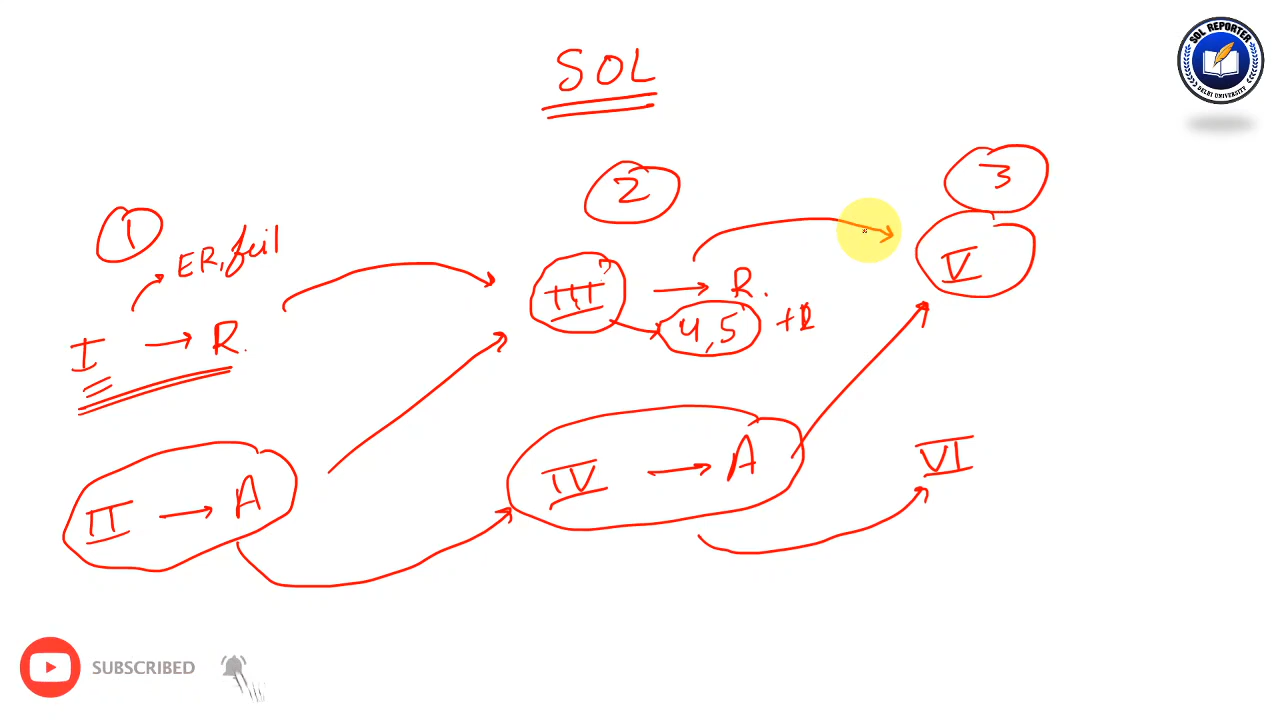 SOL REPORTER
DELHI UNIVERSITY
SOL
1
2
3
ER, fail
I → R.
III → R.
4,5
V
II → A
IV → A
VI
SUBSCRIBED